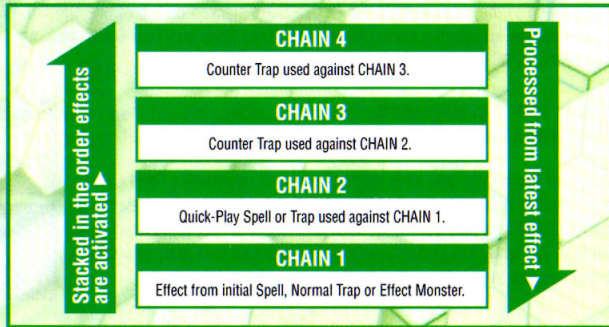 Stacked in the order effects
are activated ▶
CHAIN 4
Counter Trap used against CHAIN 3.
CHAIN 3
Counter Trap used against CHAIN 2.
CHAIN 2
Quick-Play Spell or Trap used against CHAIN 1.
CHAIN 1
Effect from initial Spell, Normal Trap or Effect Monster.
Processed from latest effect ▶